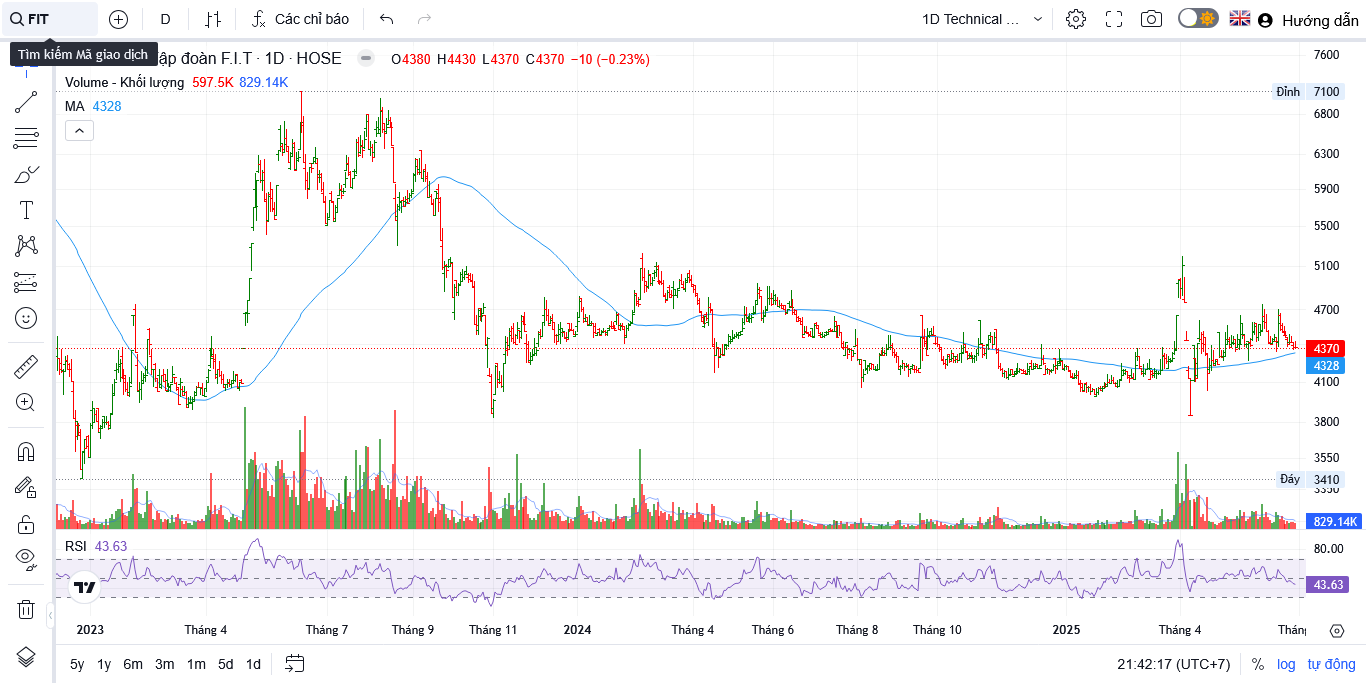 FIT
D
Các chỉ báo
1D Technical ...
Hướng dẫn
Tìm kiếm Mã giao dịch
ập đoàn F.I.T · 1D · HOSE
O4380 H4430 L4370 C4370 −10 (−0.23%)
Volume - Khối lượng 597.5K 829.14K
MA 4328
7600
Đỉnh 7100
6800
6300
5900
5500
5100
4700
4370
4328
4100
3800
3550
Đáy 3410
3350
829.14K
RSI 43.63
80.00
43.63
2023 Tháng 4 Tháng 7 Tháng 9 Tháng 11 2024 Tháng 4 Tháng 6 Tháng 8 Tháng 10 2025 Tháng 4 Thán
5y 1y 6m 3m 1m 5d 1d
21:42:17 (UTC+7) % log tự động